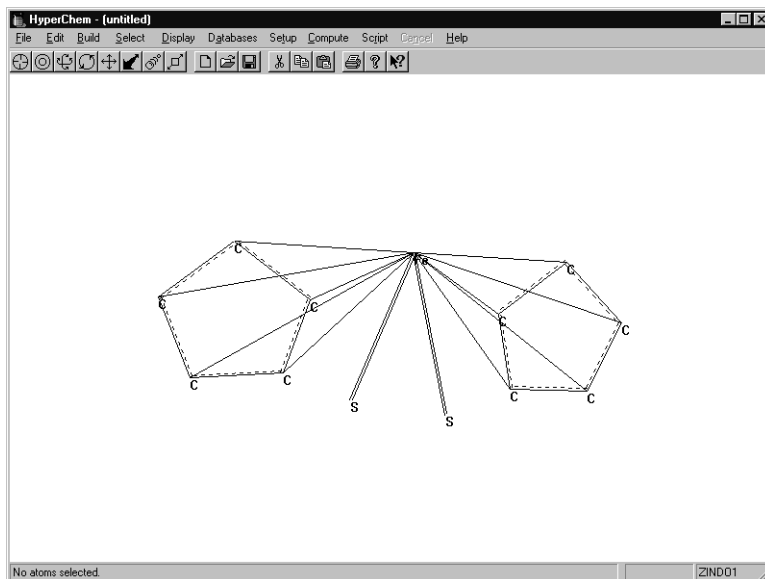 HyperChem - (untitled)
File Edit Build Select Display Databases Setup Compute Script Cancel Help
C
Fe
C
C
C
C
C
C
C
C
S
C
C
S
No atoms selected.
ZINDO1